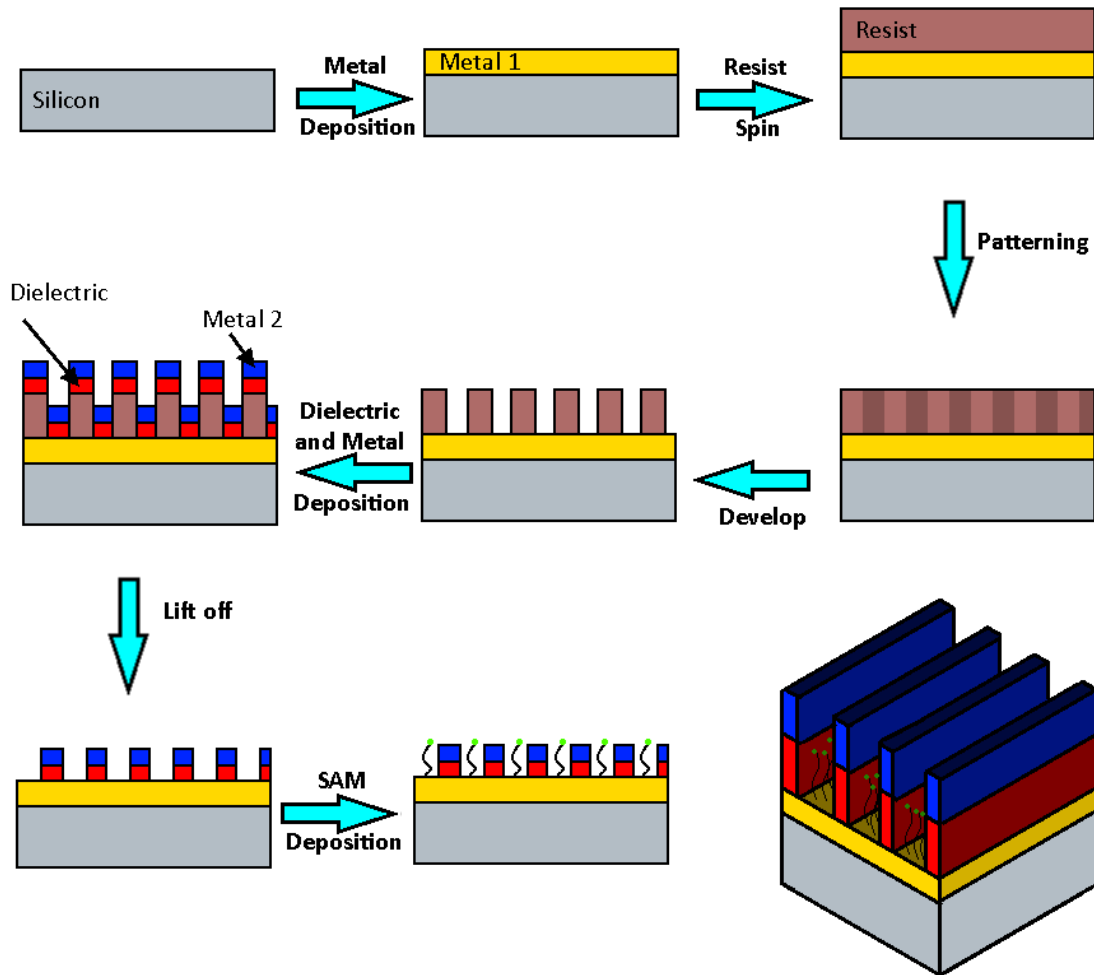 Silicon
Metal
Deposition
Metal 1
Resist
Spin
Resist
Patterning
Dielectric
Metal 2
Dielectric
and Metal
Deposition
Develop
Lift off
SAM
Deposition